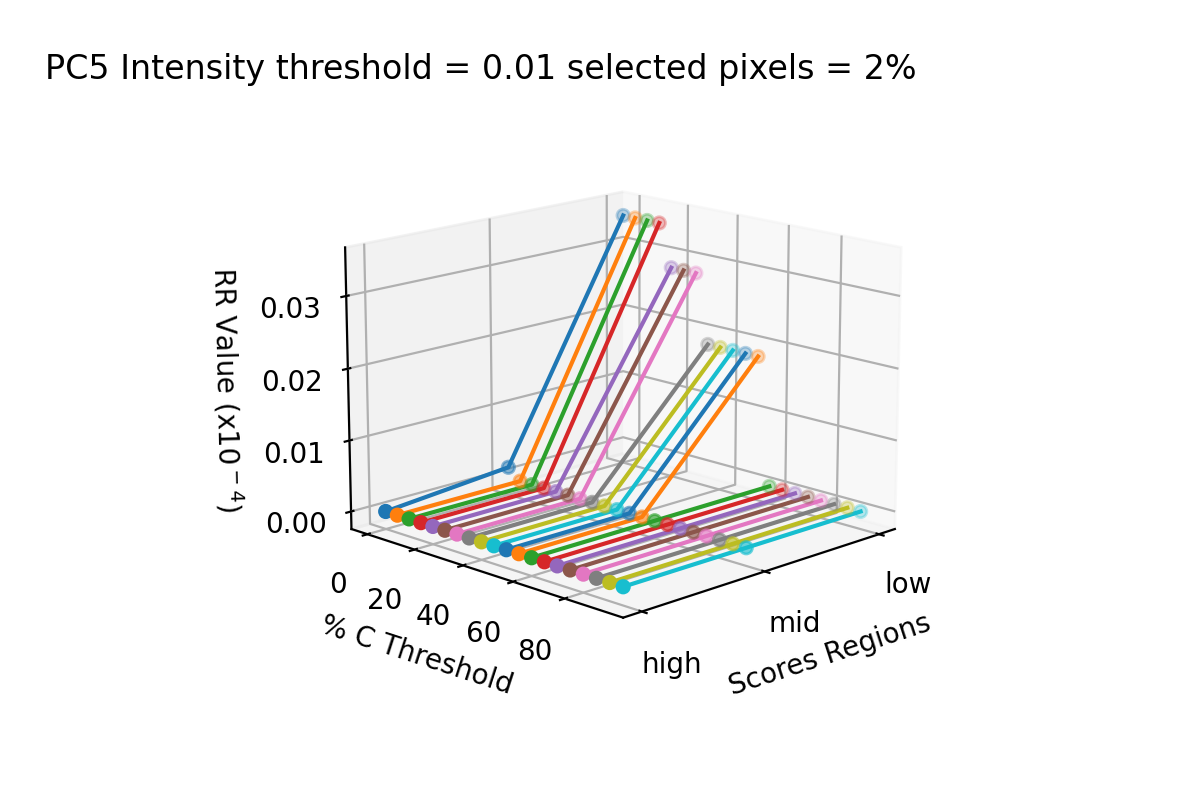 PC5 Intensity threshold = 0.01 selected pixels = 2%
RR Value (x10⁻⁴)
0.03
0.02
0.01
0.00
0
20
40
60
80
% C Threshold
high
mid
low
Scores Regions